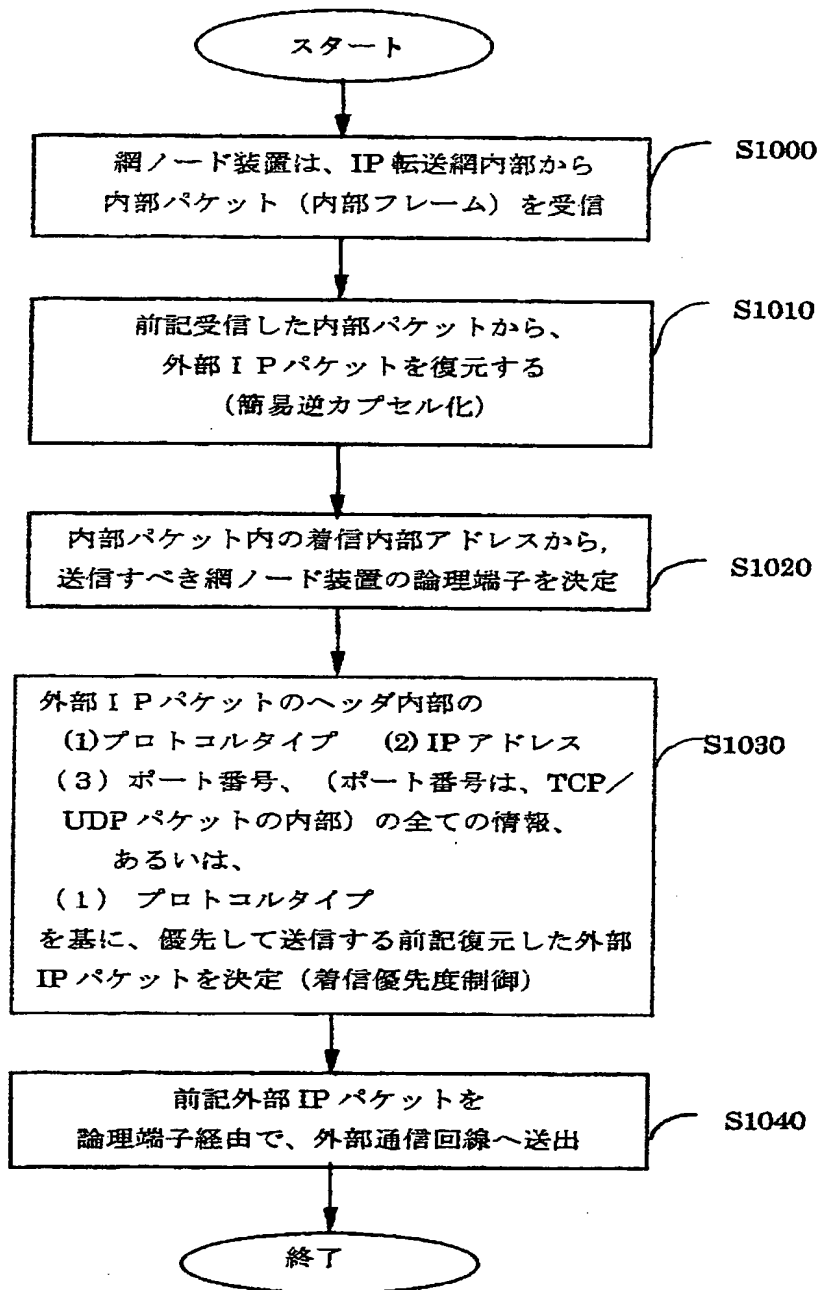 スタート
網ノード装置は、IP転送網内部から
内部パケット（内部フレーム）を受信
S1000
前記受信した内部パケットから、
外部ＩＰパケットを復元する
（簡易逆カプセル化）
S1010
内部パケット内の着信内部アドレスから,
送信すべき網ノード装置の論理端子を決定
S1020
外部ＩＰパケットのヘッダ内部の
(1)プロトコルタイプ　(2) IPアドレス
（３）ポート番号、（ポート番号は、TCP／
UDPパケットの内部）の全ての情報、
あるいは、
（１）　プロトコルタイプ
を基に、優先して送信する前記復元した外部
IPパケットを決定（着信優先度制御）
S1030
前記外部IPパケットを
論理端子経由で、外部通信回線へ送出
S1040
終了